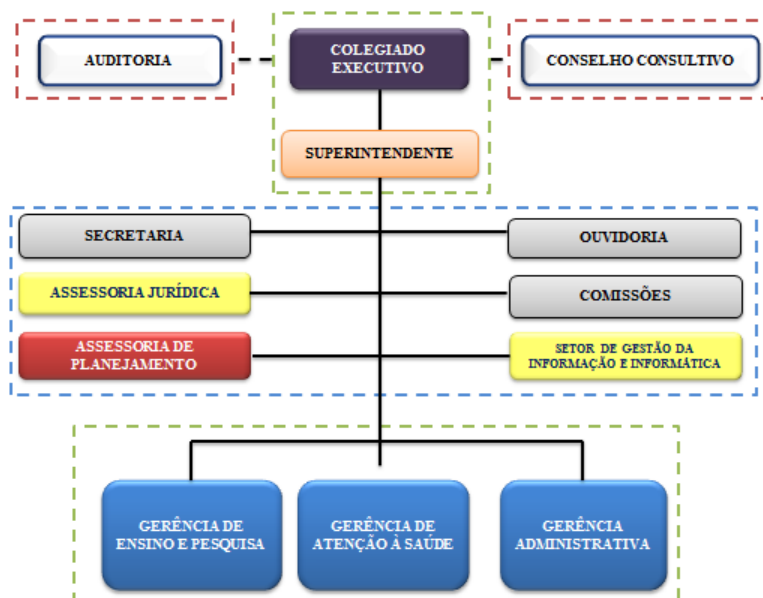 AUDITORIA
COLEGIADO
EXECUTIVO
CONSELHO CONSULTIVO
SUPERINTENDENTE
SECRETARIA
OUVIDORIA
ASSESSORIA JURÍDICA
COMISSÕES
ASSESSORIA DE
PLANEJAMENTO
SETOR DE GESTÃO DA
INFORMAÇÃO E INFORMÁTICA
GERÊNCIA DE
ENSINO E PESQUISA
GERÊNCIA DE
ATENÇÃO À SAÚDE
GERÊNCIA
ADMINISTRATIVA